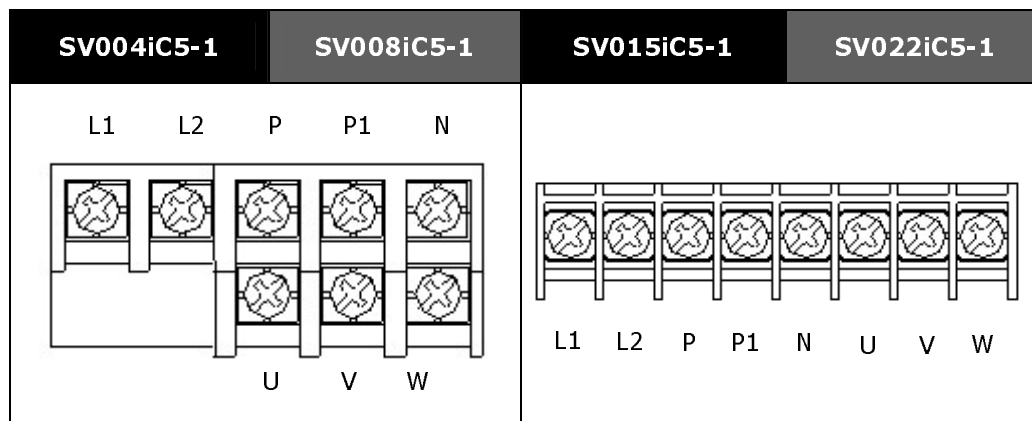 SV004iC5-1 SV008iC5-1 SV015iC5-1 SV022iC5-1
L1 L2 P P1 N
U V W
L1 L2 P P1 N U V W